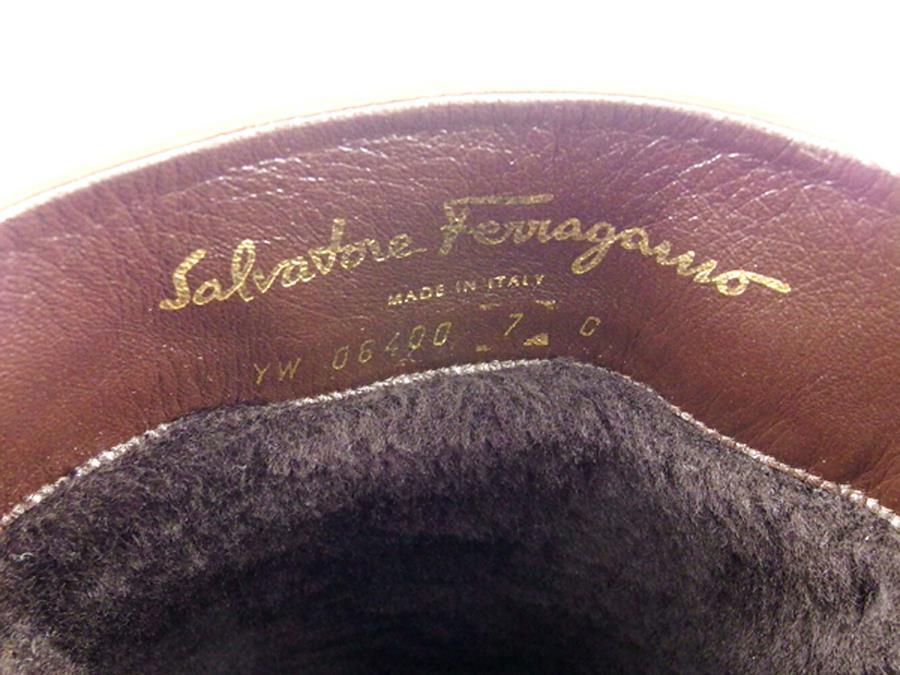 Salvatore Ferragamo
MADE IN ITALY
YW 06400 7 C